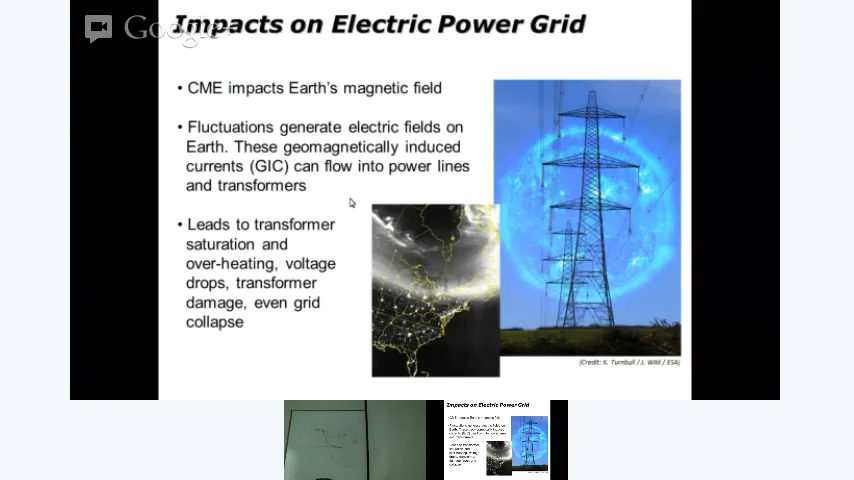 Google+
Impacts on Electric Power Grid
• CME impacts Earth's magnetic field
• Fluctuations generate electric fields on
Earth. These geomagnetically induced
currents (GIC) can flow into power lines
and transformers
• Leads to transformer
saturation and
over-heating, voltage
drops, transformer
damage, even grid
collapse
(Credit: K. Turnbull / J. Wild / ESA)
Impacts on Electric Power Grid